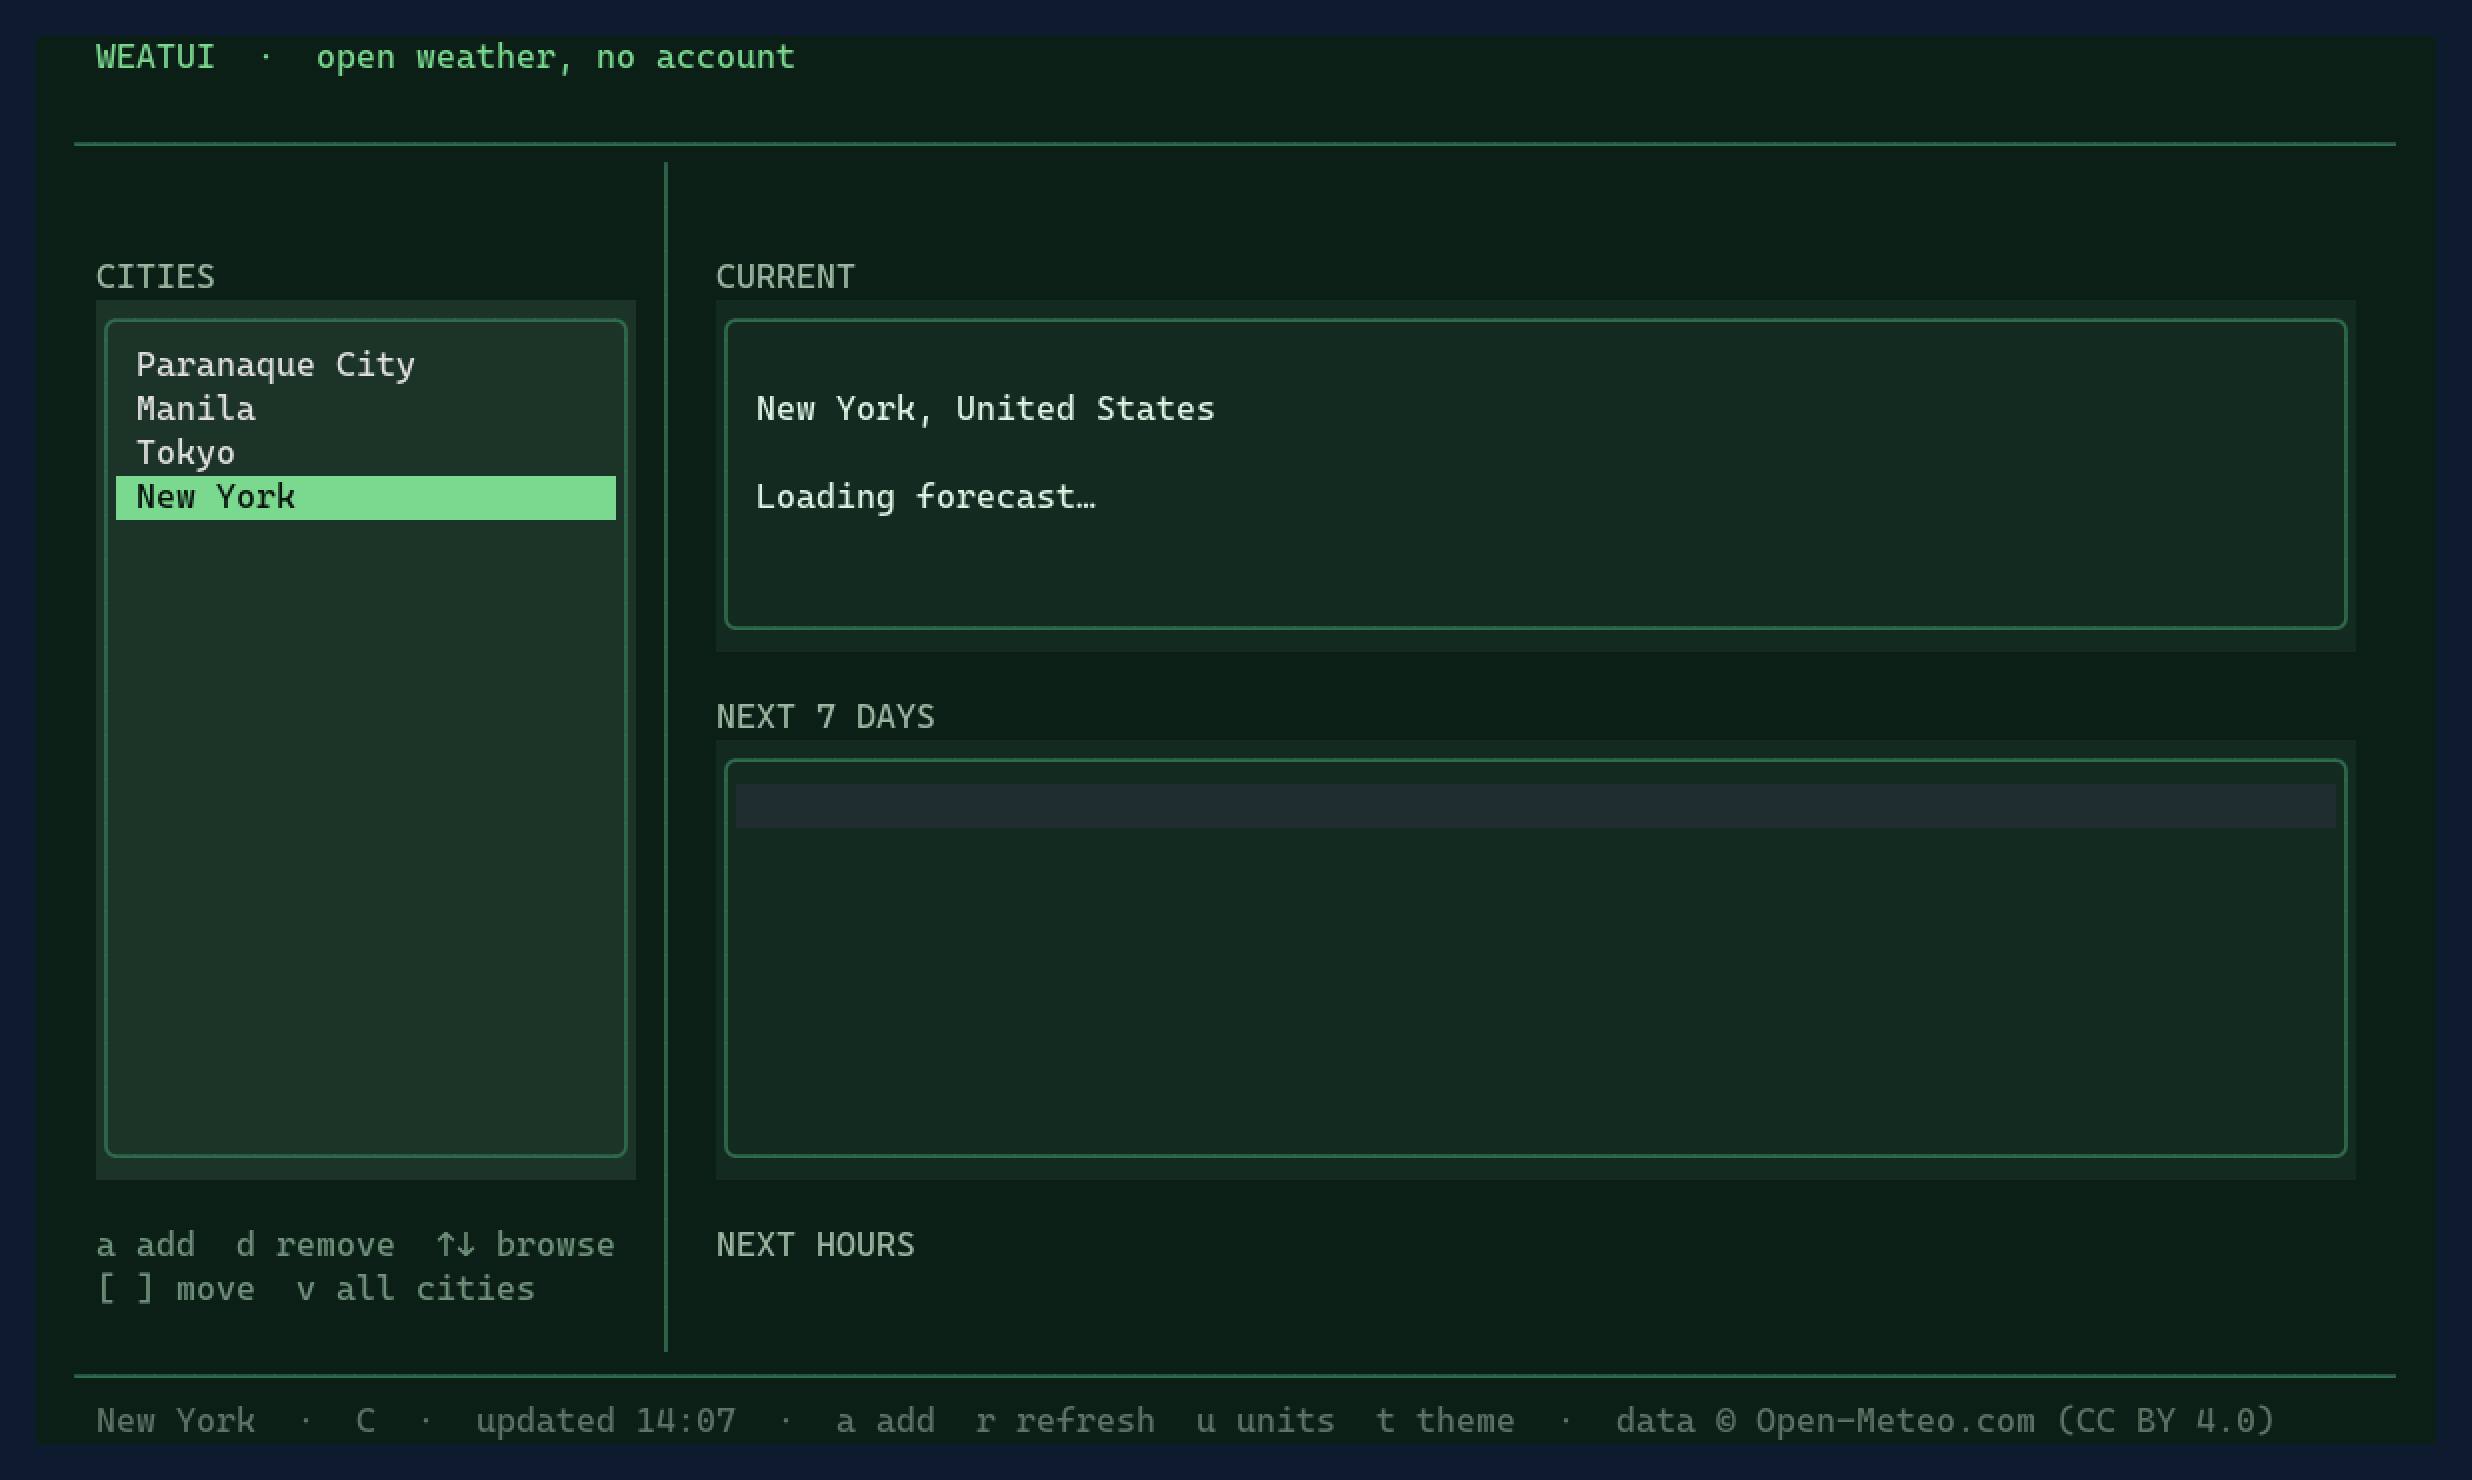 WEATUI · open weather, no account
CITIES
Paranaque City
Manila
Tokyo
New York
a add d remove ↑↓ browse
[ ] move v all cities
CURRENT
New York, United States
Loading forecast…
NEXT 7 DAYS
NEXT HOURS
New York · C · updated 14:07 · a add r refresh u units t theme · data © Open-Meteo.com (CC BY 4.0)